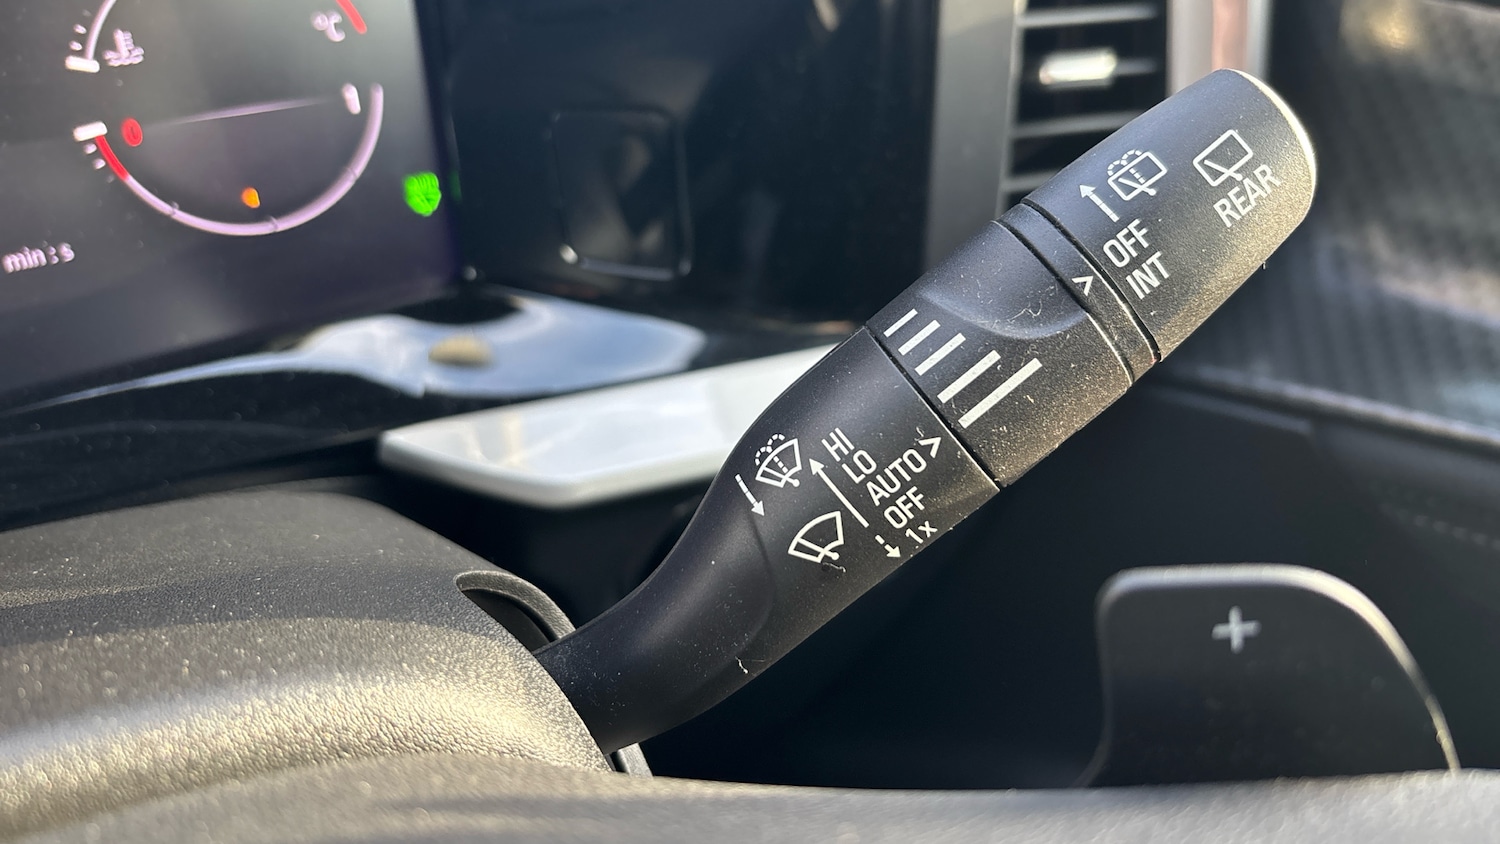 °C
min:s
OFF
INT
REAR
>
HI
LO
AUTO >
OFF
1x
+